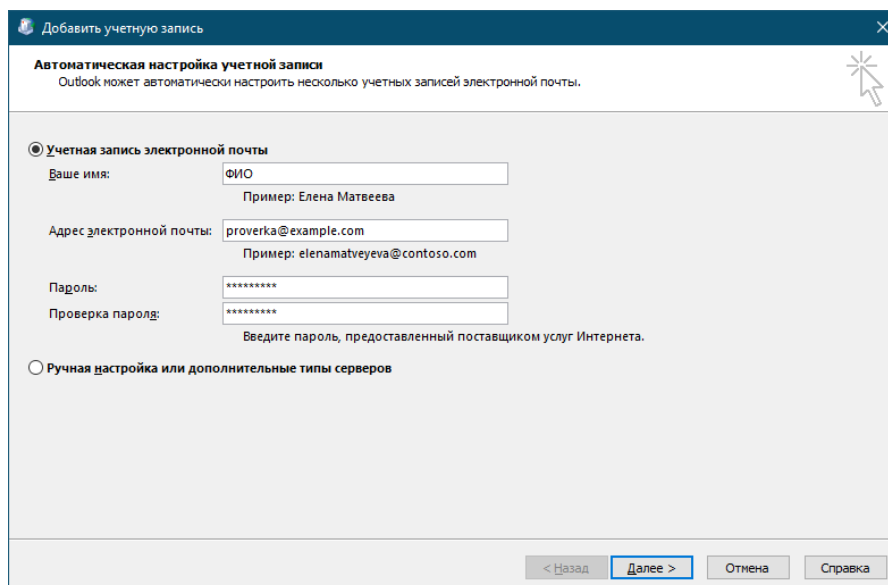 Добавить учетную запись
Автоматическая настройка учетной записи
Outlook может автоматически настроить несколько учетных записей электронной почты.
Учетная запись электронной почты
Ваше имя: ФИО
Пример: Елена Матвеева
Адрес электронной почты: proverka@example.com
Пример: elenamatveyeva@contoso.com
Пароль: *********
Проверка пароля: *********
Введите пароль, предоставленный поставщиком услуг Интернета.
Ручная настройка или дополнительные типы серверов
< Назад Далее > Отмена Справка